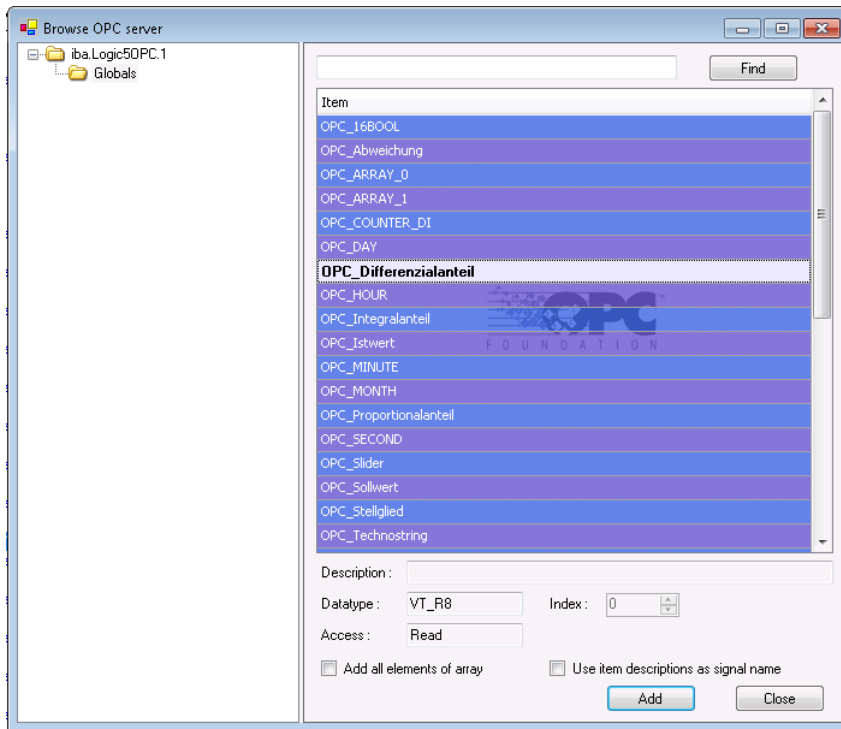 Browse OPC server
iba.Logic5OPC.1
Globals
Find
Item
OPC_16BOOL
OPC_Abweichung
OPC_ARRAY_0
OPC_ARRAY_1
OPC_COUNTER_DI
OPC_DAY
OPC_Differenzialanteil
OPC_HOUR
OPC_Integralanteil
OPC_Istwert
OPC_MINUTE
OPC_MONTH
OPC_Proportionalanteil
OPC_SECOND
OPC_Slider
OPC_Sollwert
OPC_Stellglied
OPC_Technostring
OPC™
FOUNDATION
Description :
Datatype : VT_R8 Index : 0
Access : Read
Add all elements of array Use item descriptions as signal name
Add Close